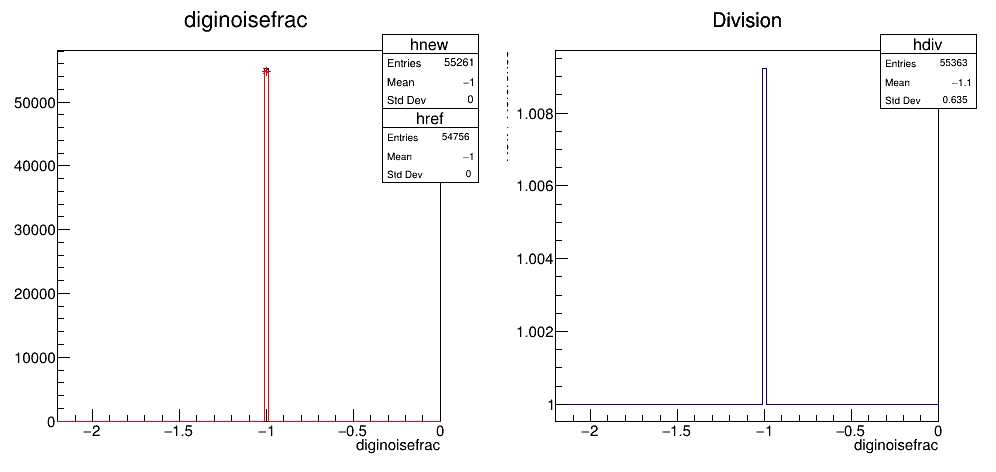 diginoisefrac
hnew
Entries 55261
Mean −1
Std Dev 0
href
Entries 54756
Mean −1
Std Dev 0
50000
40000
30000
20000
10000
0
−2 −1.5 −1 −0.5 0
diginoisefrac
Division
hdiv
Entries 55363
Mean −1.1
Std Dev 0.635
1.008
1.006
1.004
1.002
1
−2 −1.5 −1 −0.5 0
diginoisefrac